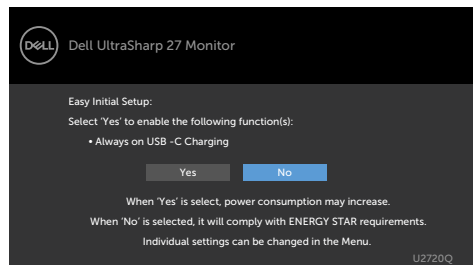 DELL
Dell UltraSharp 27 Monitor
Easy Initial Setup:
Select 'Yes' to enable the following function(s):
• Always on USB -C Charging
Yes
No
When 'Yes' is select, power consumption may increase.
When 'No' is selected, it will comply with ENERGY STAR requirements.
Individual settings can be changed in the Menu.
U2720Q